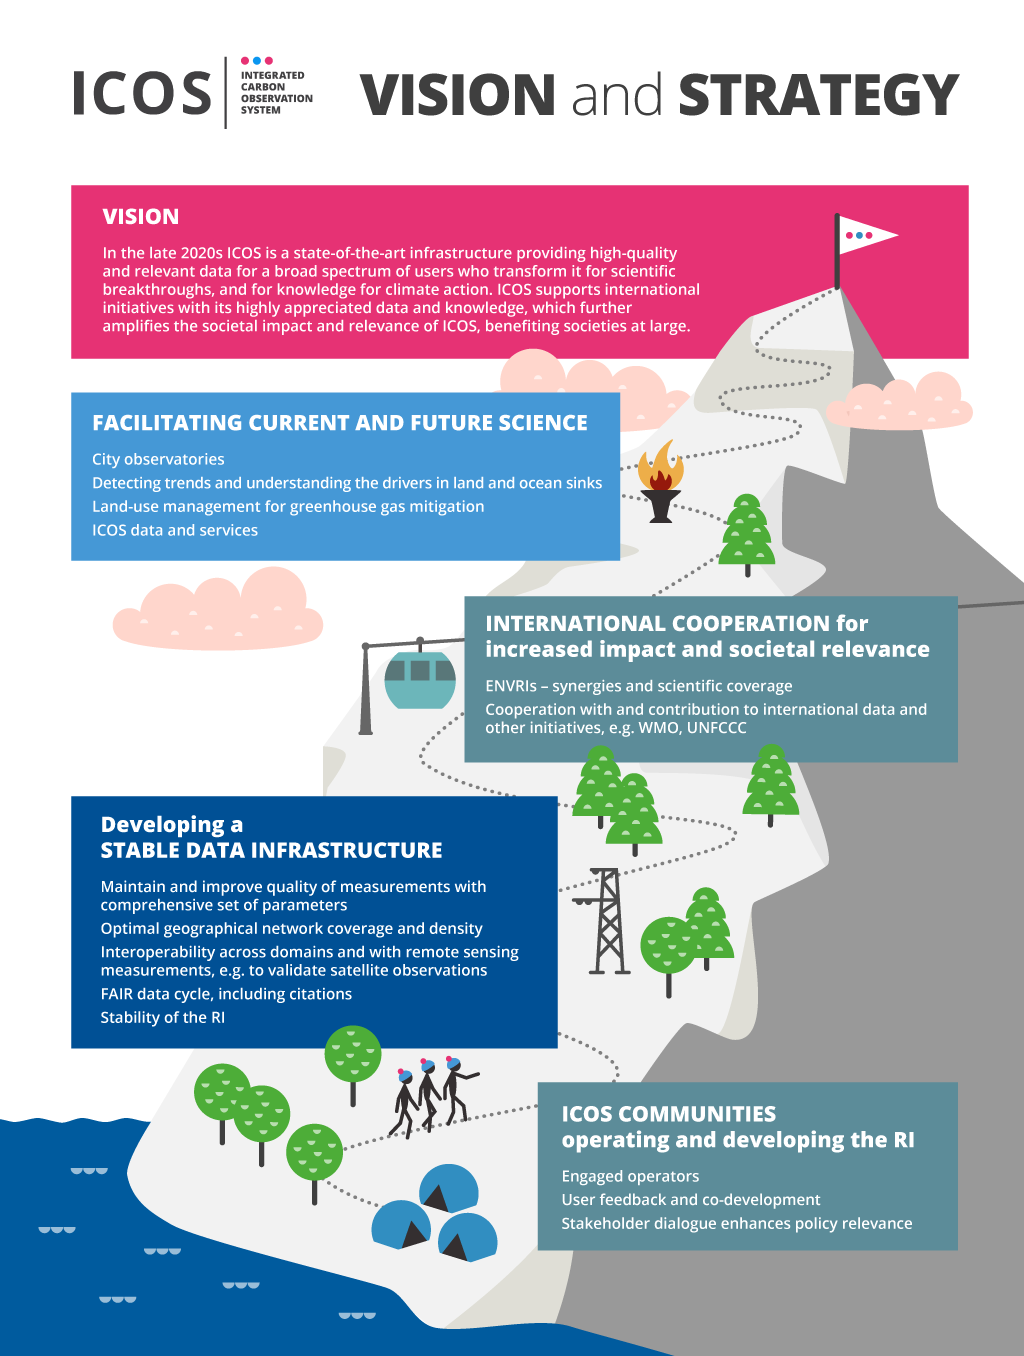 ICOS
INTEGRATED
CARBON
OBSERVATION
SYSTEM
VISION and STRATEGY
VISION
In the late 2020s ICOS is a state-of-the-art infrastructure providing high-quality
and relevant data for a broad spectrum of users who transform it for scientific
breakthroughs, and for knowledge for climate action. ICOS supports international
initiatives with its highly appreciated data and knowledge, which further
amplifies the societal impact and relevance of ICOS, benefiting societies at large.
FACILITATING CURRENT AND FUTURE SCIENCE
City observatories
Detecting trends and understanding the drivers in land and ocean sinks
Land-use management for greenhouse gas mitigation
ICOS data and services
INTERNATIONAL COOPERATION for
increased impact and societal relevance
ENVRIs – synergies and scientific coverage
Cooperation with and contribution to international data and
other initiatives, e.g. WMO, UNFCCC
Developing a
STABLE DATA INFRASTRUCTURE
Maintain and improve quality of measurements with
comprehensive set of parameters
Optimal geographical network coverage and density
Interoperability across domains and with remote sensing
measurements, e.g. to validate satellite observations
FAIR data cycle, including citations
Stability of the RI
ICOS COMMUNITIES
operating and developing the RI
Engaged operators
User feedback and co-development
Stakeholder dialogue enhances policy relevance